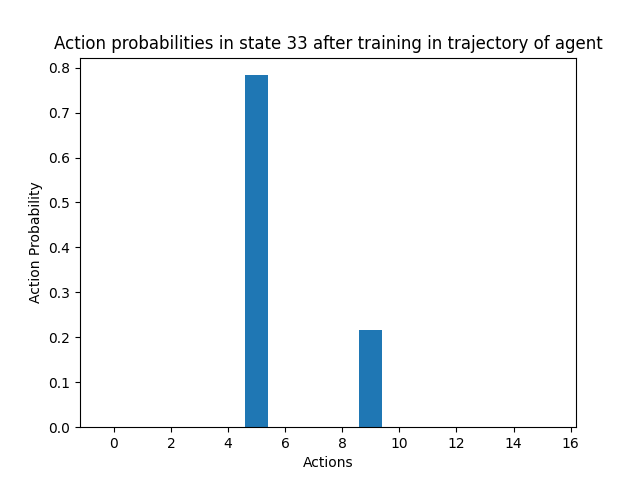 Action probabilities in state 33 after training in trajectory of agent
0.8
0.7
0.6
0.5
0.4
0.3
0.2
0.1
0.0
Action Probability
0 2 4 6 8 10 12 14 16
Actions